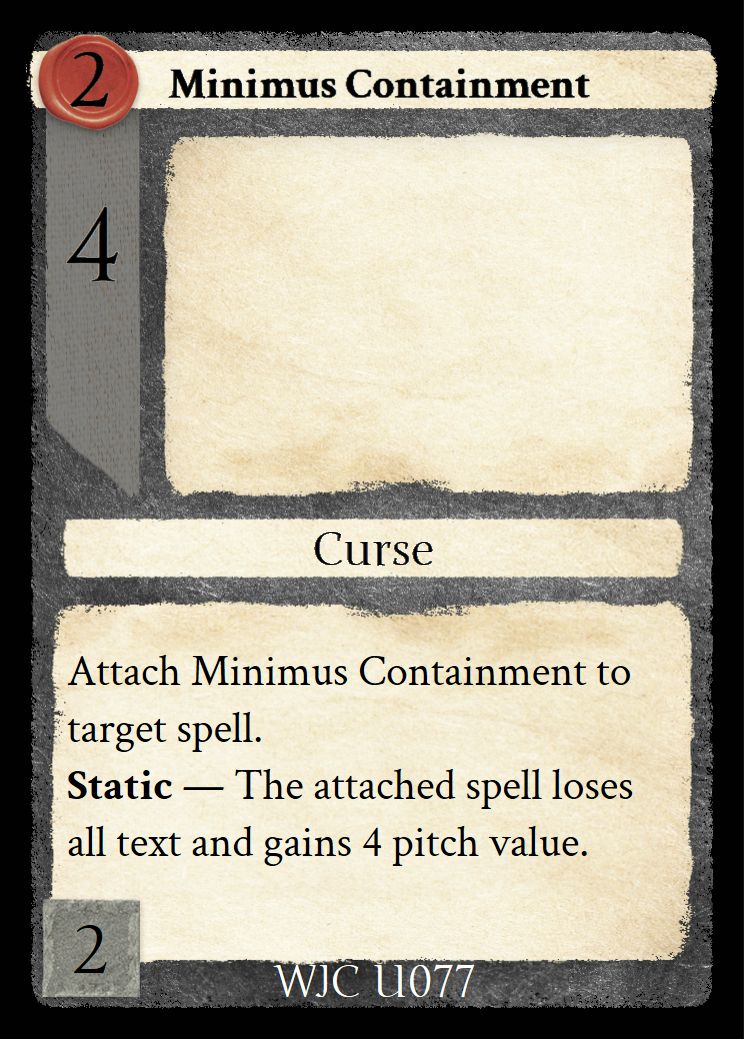 2
Minimus Containment
4
Curse
Attach Minimus Containment to
target spell.
Static — The attached spell loses
all text and gains 4 pitch value.
2
WJC U077